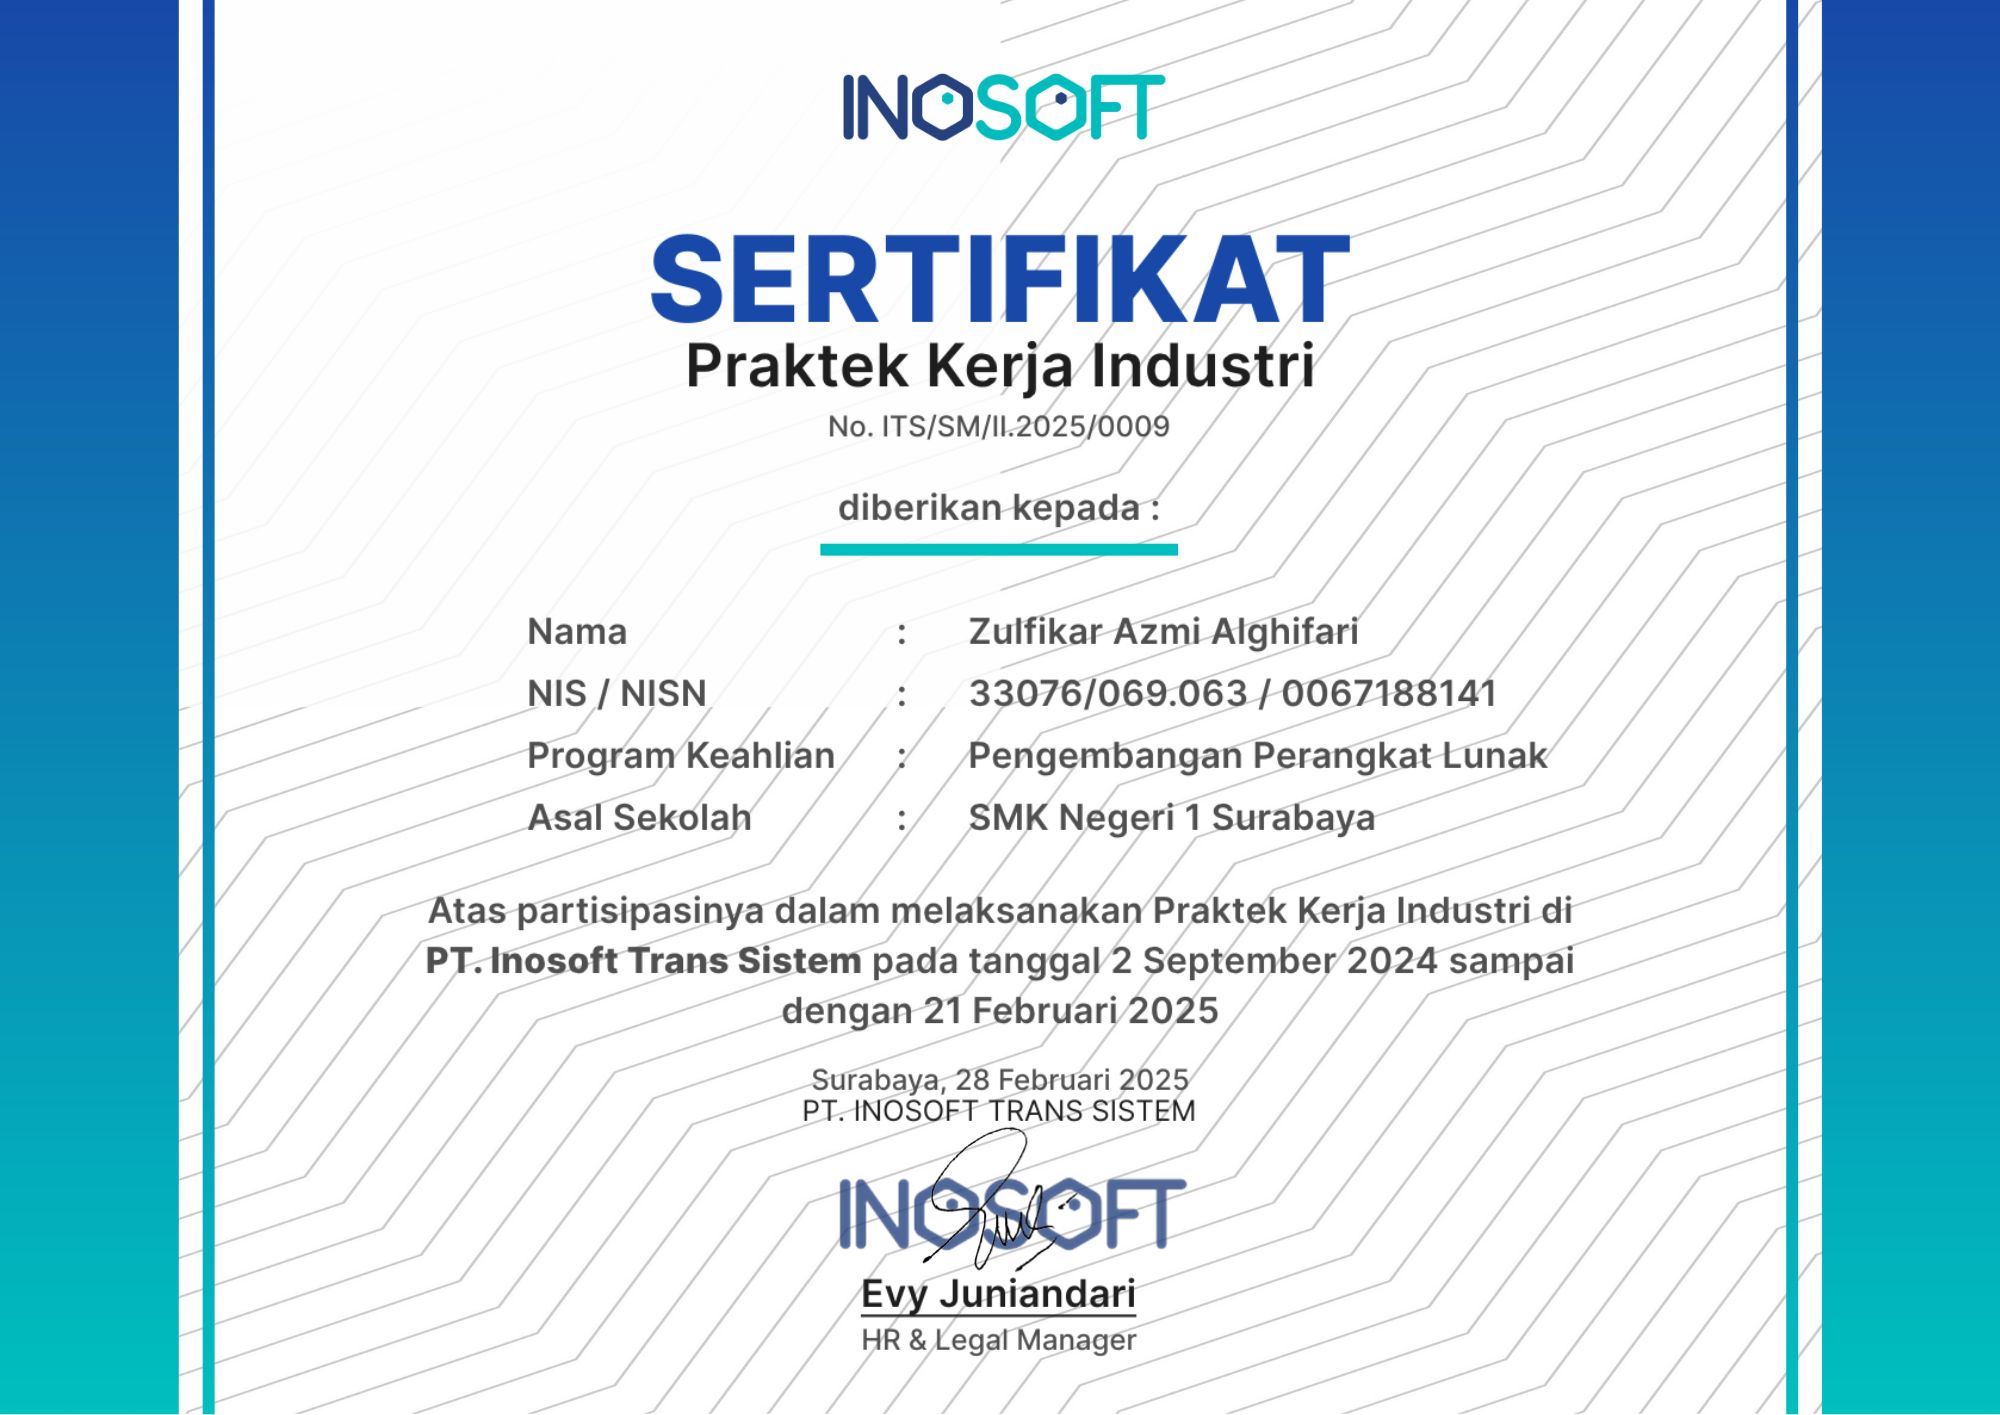 INOSOFT
SERTIFIKAT
Praktek Kerja Industri
No. ITS/SM/II.2025/0009
diberikan kepada :
Nama : Zulfikar Azmi Alghifari
NIS / NISN : 33076/069.063 / 0067188141
Program Keahlian : Pengembangan Perangkat Lunak
Asal Sekolah : SMK Negeri 1 Surabaya
Atas partisipasinya dalam melaksanakan Praktek Kerja Industri di
PT. Inosoft Trans Sistem pada tanggal 2 September 2024 sampai
dengan 21 Februari 2025
Surabaya, 28 Februari 2025
PT. INOSOFT TRANS SISTEM
INOSOFT
Evy Juniandari
HR & Legal Manager